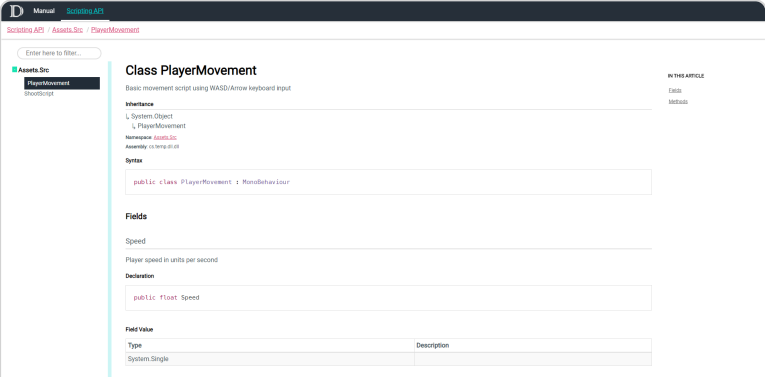 D Manual Scripting API
Scripting API / Assets.Src / PlayerMovement
Enter here to filter...
Assets.Src
PlayerMovement
ShootScript
Class PlayerMovement
Basic movement script using WASD/Arrow keyboard input
Inheritance
↳ System.Object
↳ PlayerMovement
Namespace: Assets.Src
Assembly: cs.temp.dll.dll
Syntax
public class PlayerMovement : MonoBehaviour
Fields
Speed
Player speed in units per second
Declaration
public float Speed
Field Value
Type Description
System.Single
IN THIS ARTICLE
Fields
Methods